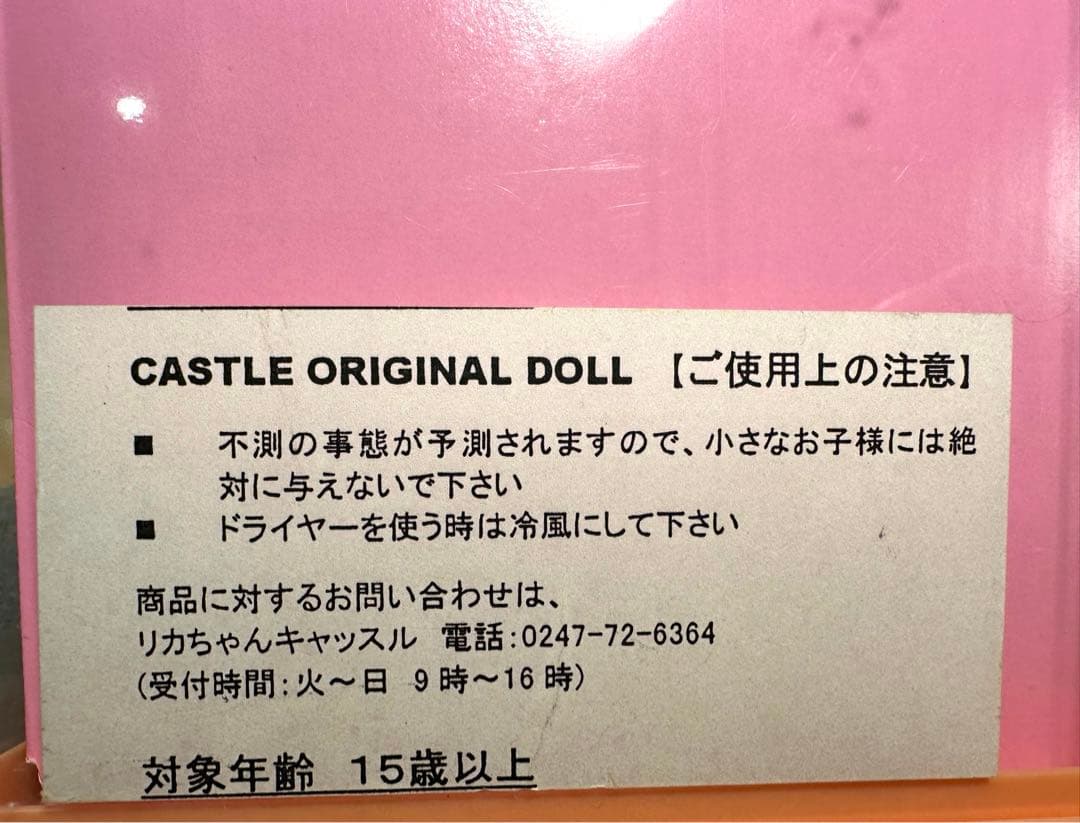 CASTLE ORIGINAL DOLL 【ご使用上の注意】
■ 不測の事態が予測されますので、小さなお子様には絶
対に与えないで下さい
■ ドライヤーを使う時は冷風にして下さい
商品に対するお問い合わせは、
リカちゃんキャッスル 電話:0247-72-6364
(受付時間:火～日 9時～16時)
対象年齢 15歳以上